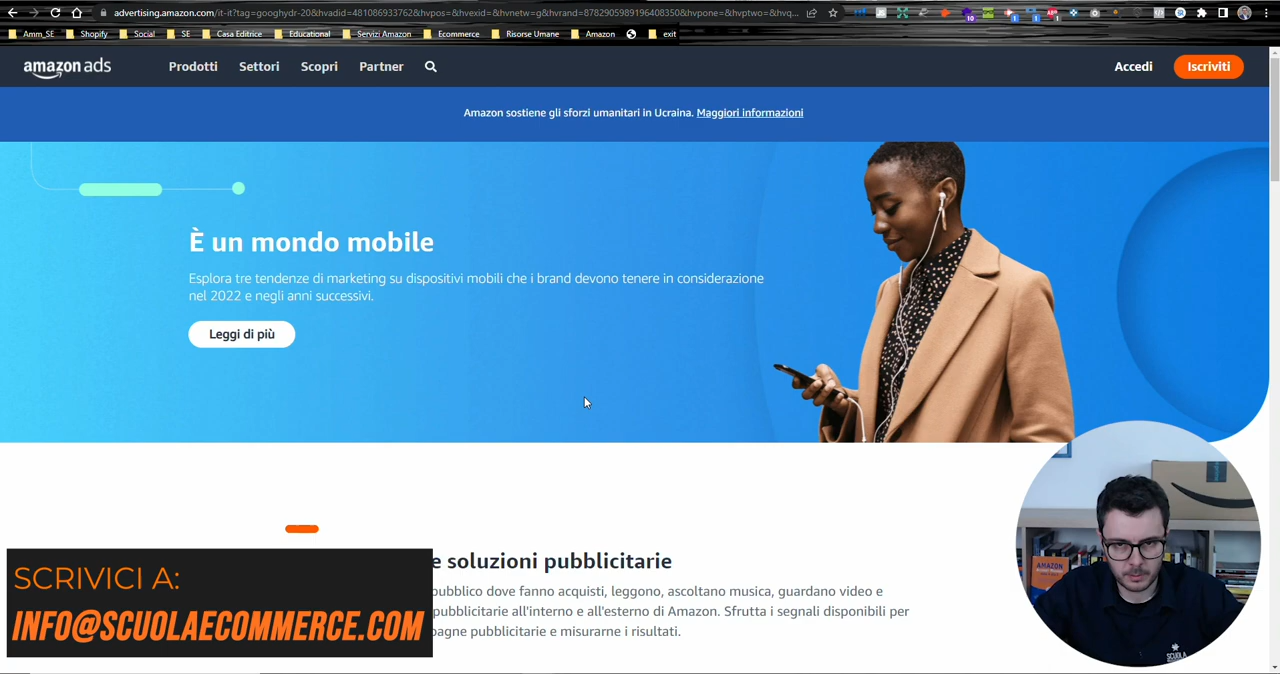 advertising.amazon.com/it-it?tag=googhydr-20&hvadid=481086933762&hvpos=&hvexid=&hvnetw=g&hvrand=8782905989196408350&hvpone=&hvptwo=&hvq...
Amm_SE Shopify Social SE Casa Editrice Educational Servizi Amazon Ecommerce Risorse Umane Amazon exit
amazon ads Prodotti Settori Scopri Partner Accedi Iscriviti
Amazon sostiene gli sforzi umanitari in Ucraina. Maggiori informazioni
È un mondo mobile
Esplora tre tendenze di marketing su dispositivi mobili che i brand devono tenere in considerazione
nel 2022 e negli anni successivi.
Leggi di più
e soluzioni pubblicitarie
pubblico dove fanno acquisti, leggono, ascoltano musica, guardano video e
pubblicitarie all'interno e all'esterno di Amazon. Sfrutta i segnali disponibili per
pagne pubblicitarie e misurarne i risultati.
SCRIVICI A:
INFO@SCUOLAECOMMERCE.COM
AMAZON
SCUOLA